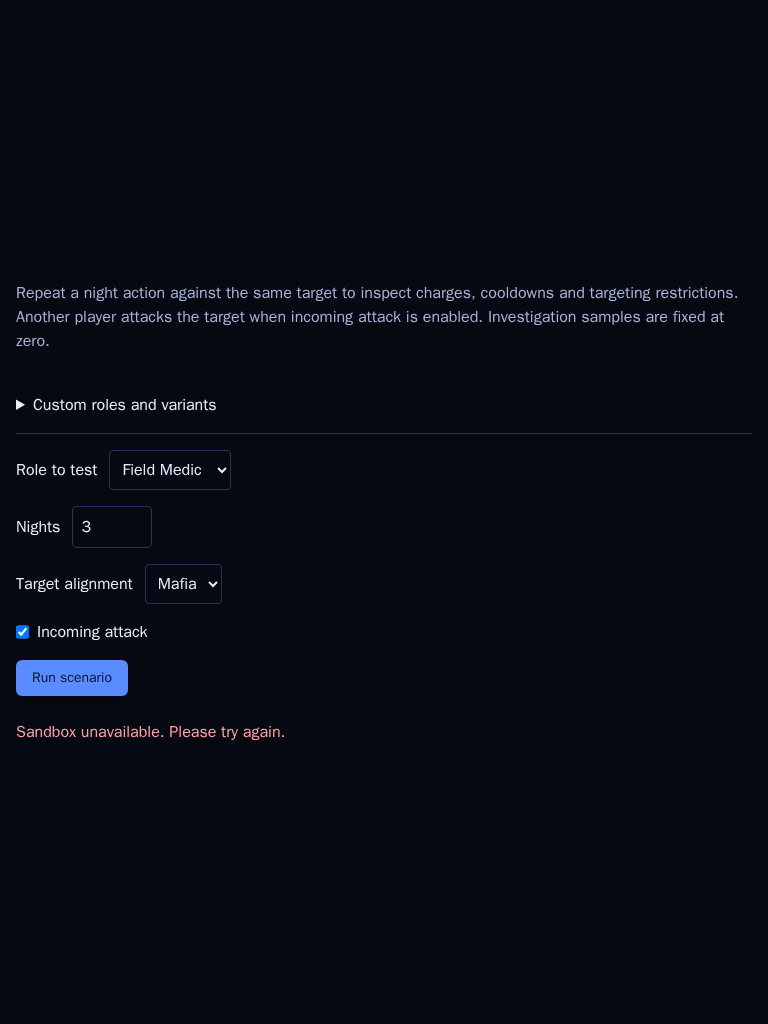 Repeat a night action against the same target to inspect charges, cooldowns and targeting restrictions.
Another player attacks the target when incoming attack is enabled. Investigation samples are fixed at
zero.
Custom roles and variants
Role to test Field Medic
Nights 3
Target alignment Mafia
Incoming attack
Run scenario
Sandbox unavailable. Please try again.